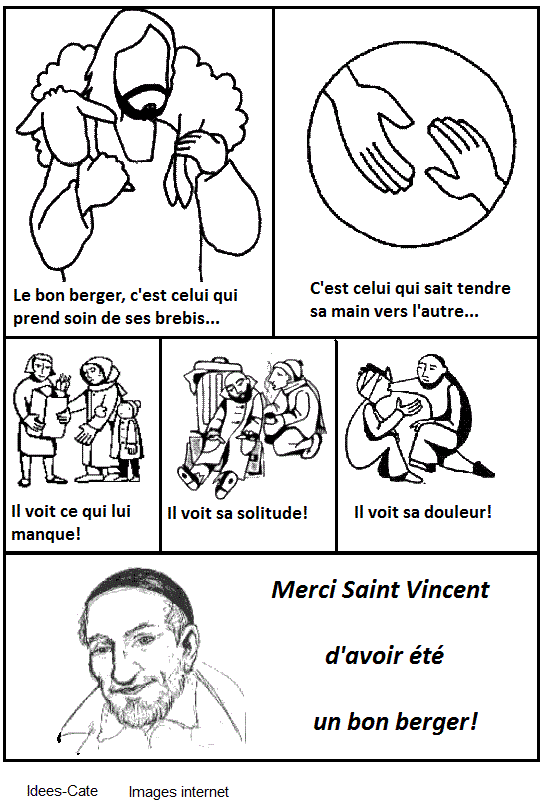 Le bon berger, c'est celui qui
prend soin de ses brebis...
C'est celui qui sait tendre
sa main vers l'autre...
Il voit ce qui lui
manque!
Il voit sa solitude!
Il voit sa douleur!
Merci Saint Vincent
d'avoir été
un bon berger!
Idees-Cate
Images internet